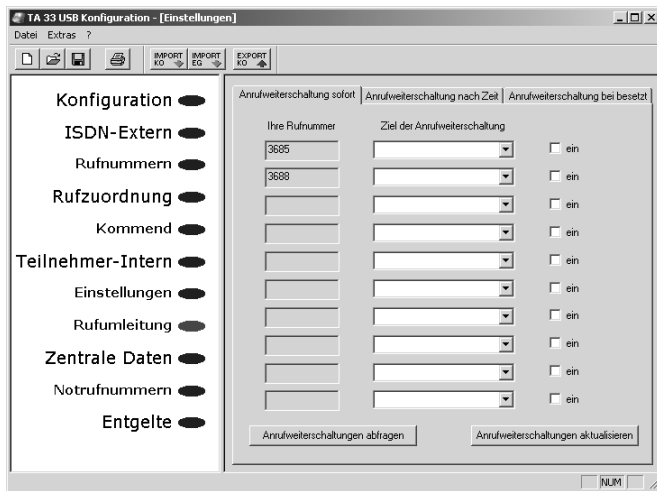 TA 33 USB Konfiguration - [Einstellungen]
Datei Extras ?
IMPORT KO IMPORT EG EXPORT KO
Konfiguration
ISDN-Extern
Rufnummern
Rufzuordnung
Kommend
Teilnehmer-Intern
Einstellungen
Rufumleitung
Zentrale Daten
Notrufnummern
Entgelte
Anrufweiterschaltung sofort Anrufweiterschaltung nach Zeit Anrufweiterschaltung bei besetzt
Ihre Rufnummer Ziel der Anrufweiterschaltung
3685 ein
3688 ein
ein
ein
ein
ein
ein
ein
ein
ein
Anrufweiterschaltungen abfragen Anrufweiterschaltungen aktualisieren
NUM